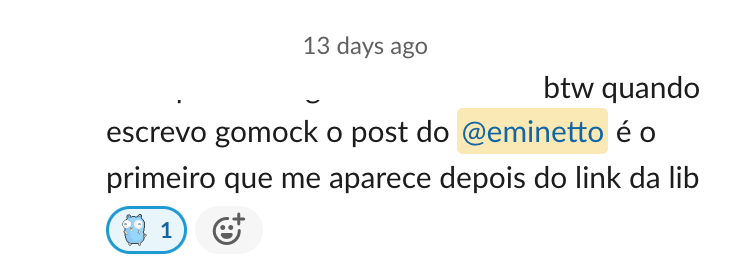 13 days ago
btw quando
escrevo gomock o post do @eminetto é o
primeiro que me aparece depois do link da lib
1